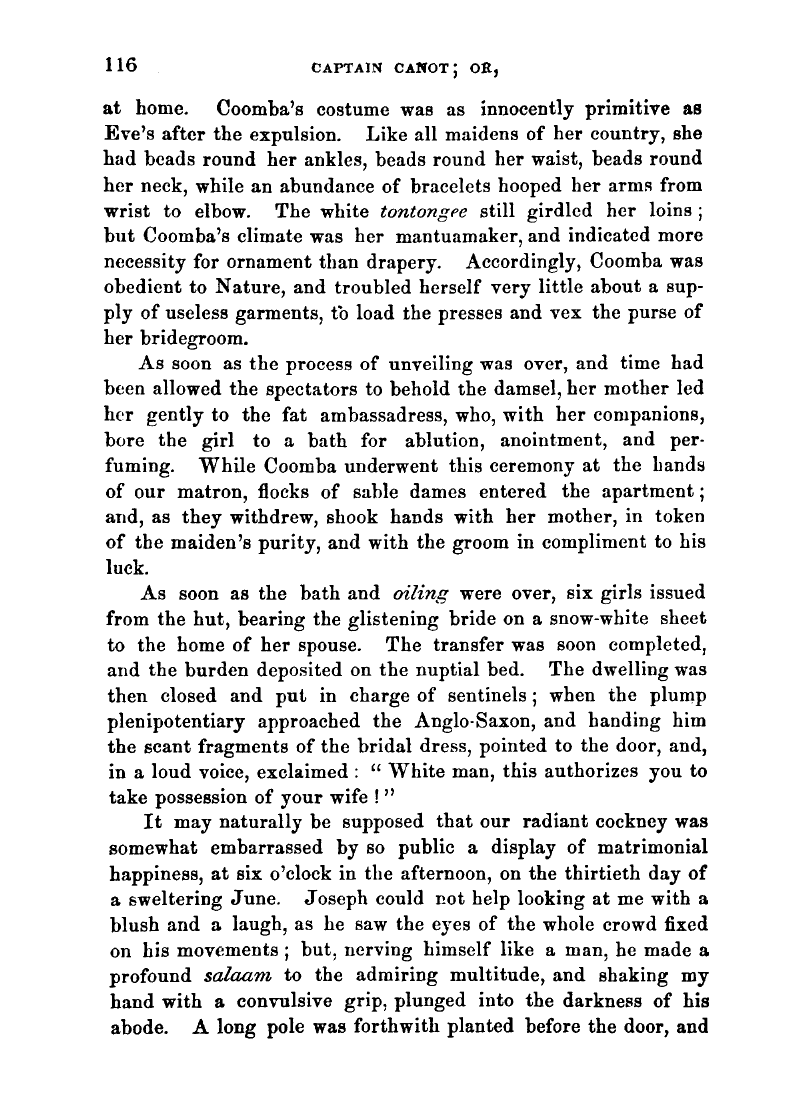 116 CAPTAIN CANOT; OR,
at home. Coomba's costume was as innocently primitive as
Eve's after the expulsion. Like all maidens of her country, she
had beads round her ankles, beads round her waist, beads round
her neck, while an abundance of bracelets hooped her arms from
wrist to elbow. The white tontongee still girdled her loins;
but Coomba's climate was her mantuamaker, and indicated more
necessity for ornament than drapery. Accordingly, Coomba was
obedient to Nature, and troubled herself very little about a sup-
ply of useless garments, to load the presses and vex the purse of
her bridegroom.
As soon as the process of unveiling was over, and time had
been allowed the spectators to behold the damsel, her mother led
her gently to the fat ambassadress, who, with her companions,
bore the girl to a bath for ablution, anointment, and per-
fuming. While Coomba underwent this ceremony at the hands
of our matron, flocks of sable dames entered the apartment;
and, as they withdrew, shook hands with her mother, in token
of the maiden's purity, and with the groom in compliment to his
luck.
As soon as the bath and oiling were over, six girls issued
from the hut, bearing the glistening bride on a snow-white sheet
to the home of her spouse. The transfer was soon completed,
and the burden deposited on the nuptial bed. The dwelling was
then closed and put in charge of sentinels; when the plump
plenipotentiary approached the Anglo-Saxon, and handing him
the scant fragments of the bridal dress, pointed to the door, and,
in a loud voice, exclaimed: "White man, this authorizes you to
take possession of your wife!"
It may naturally be supposed that our radiant cockney was
somewhat embarrassed by so public a display of matrimonial
happiness, at six o'clock in the afternoon, on the thirtieth day of
a sweltering June. Joseph could not help looking at me with a
blush and a laugh, as he saw the eyes of the whole crowd fixed
on his movements; but, nerving himself like a man, he made a
profound salaam to the admiring multitude, and shaking my
hand with a convulsive grip, plunged into the darkness of his
abode. A long pole was forthwith planted before the door, and